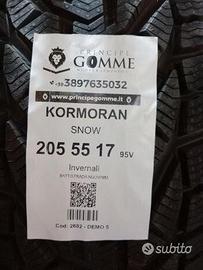 PRINCIPE
GOMME
+39 3897635032
www.principegomme.it
KORMORAN
SNOW
205 55 17 95V
Invernali
Cod: 2682 - DEMO 5
subito